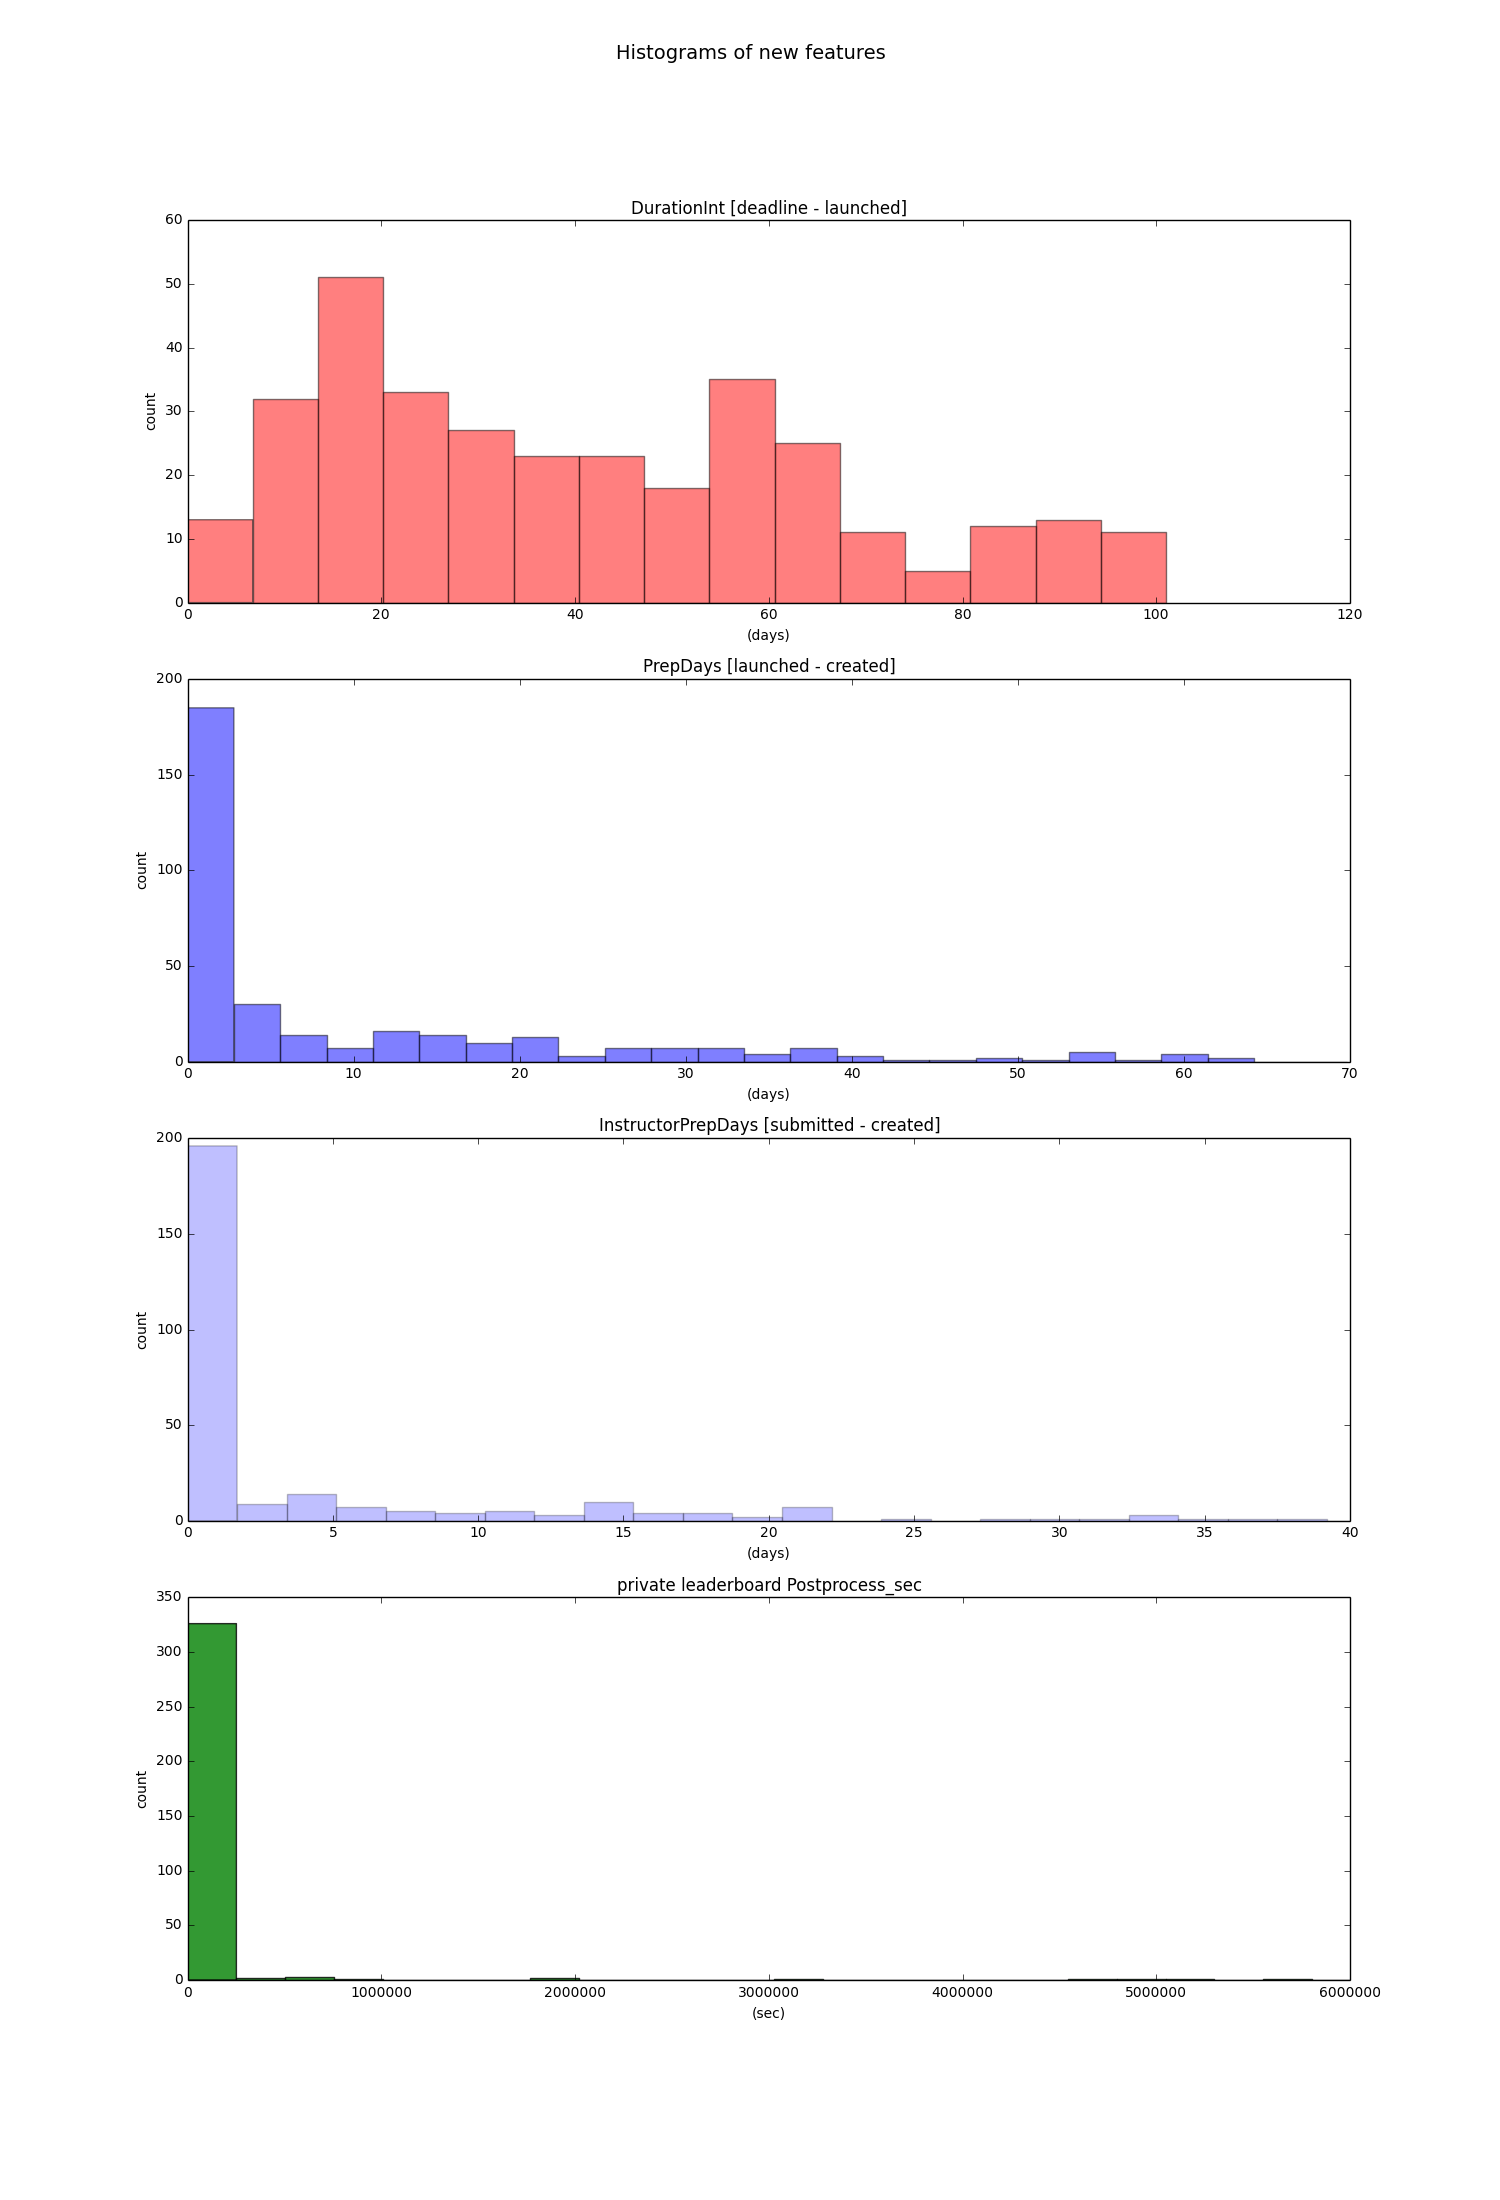 Histograms of new features
DurationInt [deadline - launched]
60
50
40
30
20
10
0
count
0 20 40 60 80 100 120
(days)
PrepDays [launched - created]
200
150
100
50
0
count
0 10 20 30 40 50 60 70
(days)
InstructorPrepDays [submitted - created]
200
150
100
50
0
count
0 5 10 15 20 25 30 35 40
(days)
private leaderboard Postprocess_sec
350
300
250
200
150
100
50
0
count
0 1000000 2000000 3000000 4000000 5000000 6000000
(sec)